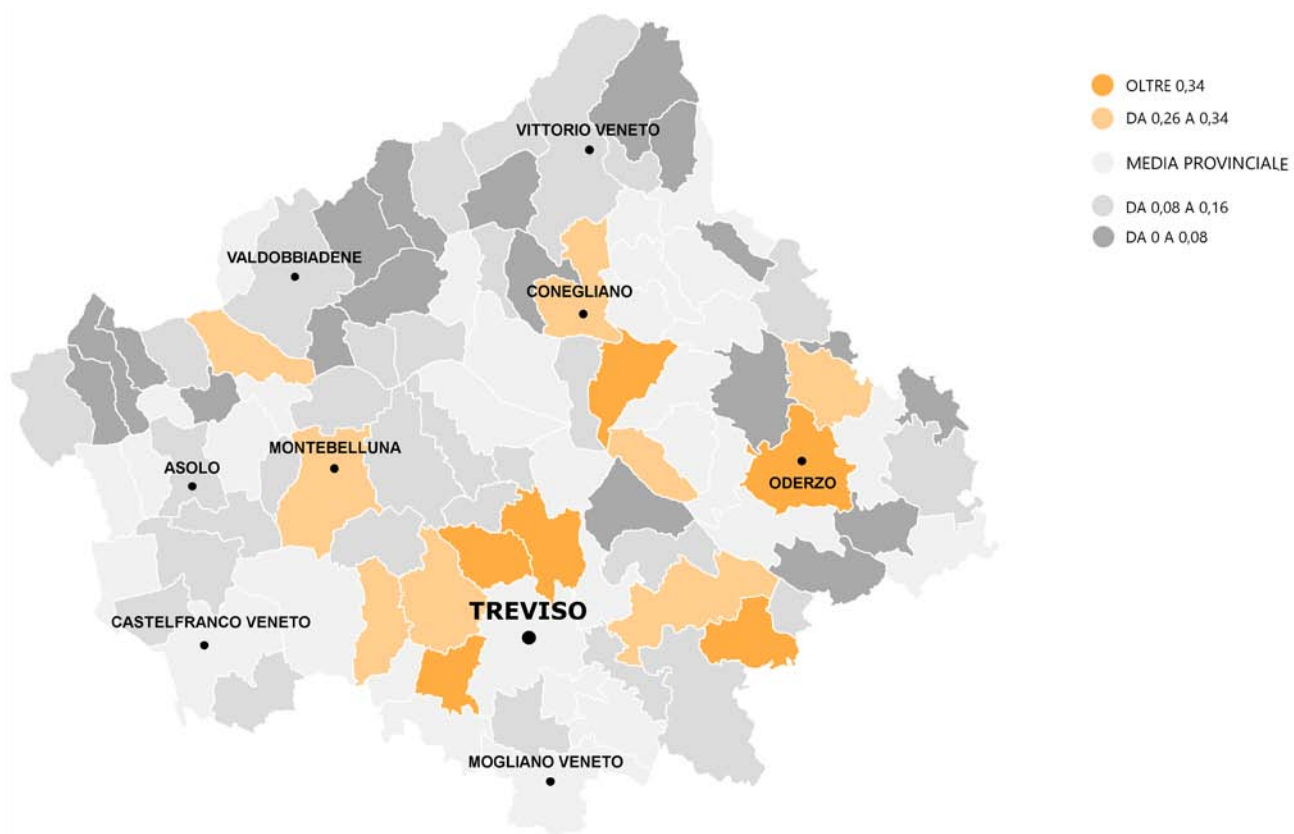 VITTORIO VENETO
VALDOBBIADENE
CONEGLIANO
MONTEBELLUNA
ASOLO
ODERZO
TREVISO
CASTELFRANCO VENETO
MOGLIANO VENETO
OLTRE 0,34
DA 0,26 A 0,34
MEDIA PROVINCIALE
DA 0,08 A 0,16
DA 0 A 0,08